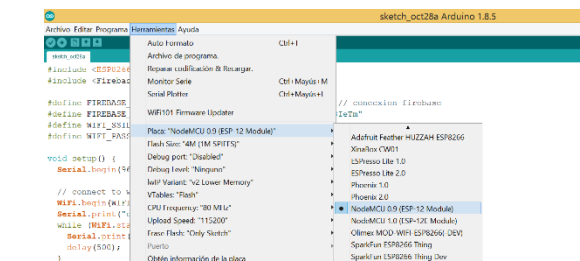 sketch_oct28a Arduino 1.8.5
Archivo Editar Programa Herramientas Ayuda
sketch_oct28a
#include <ESP8266
#include <Firebas
#define FIREBASE_
#define FIREBASE_
#define WIFI_SSID
#define WIFI_PASS
void setup() {
Serial.begin(96
// connect to w
WiFi.begin(WIFI
Serial.print("c
while (WiFi.sta
Serial.print(
delay(500);
}
Auto Formato Ctrl+T
Archivo de programa.
Reparar codificación & Recargar.
Monitor Serie Ctrl+Mayús+M
Serial Plotter Ctrl+Mayús+L
WiFi101 Firmware Updater
Placa: "NodeMCU 0.9 (ESP-12 Module)"
Flash Size: "4M (1M SPIFFS)"
Debug port: "Disabled"
Debug Level: "Ninguno"
lwIP Variant: "v2 Lower Memory"
VTables: "Flash"
CPU Frequency: "80 MHz"
Upload Speed: "115200"
Erase Flash: "Only Sketch"
Puerto
Obtén información de la placa
// conecxion firebase
IeTm"
Adafruit Feather HUZZAH ESP8266
XinaBox CW01
ESPresso Lite 1.0
ESPresso Lite 2.0
Phoenix 1.0
Phoenix 2.0
NodeMCU 0.9 (ESP-12 Module)
NodeMCU 1.0 (ESP-12E Module)
Olimex MOD-WIFI-ESP8266(-DEV)
SparkFun ESP8266 Thing
SparkFun ESP8266 Thing Dev